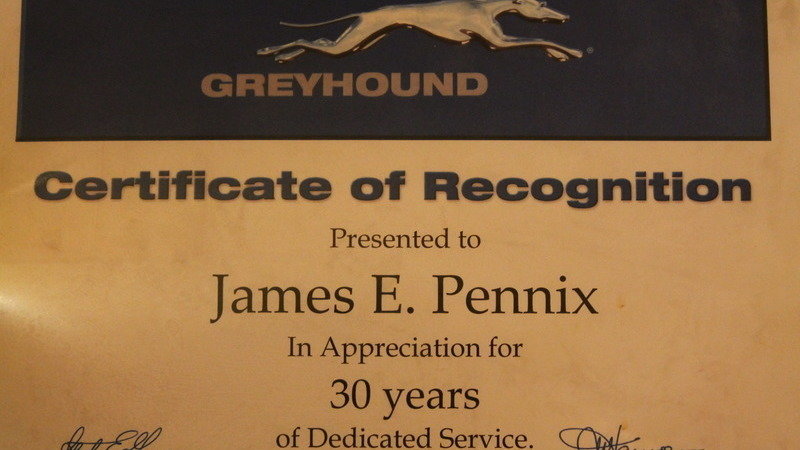 GREYHOUND
Certificate of Recognition
Presented to
James E. Pennix
In Appreciation for
30 years
of Dedicated Service.